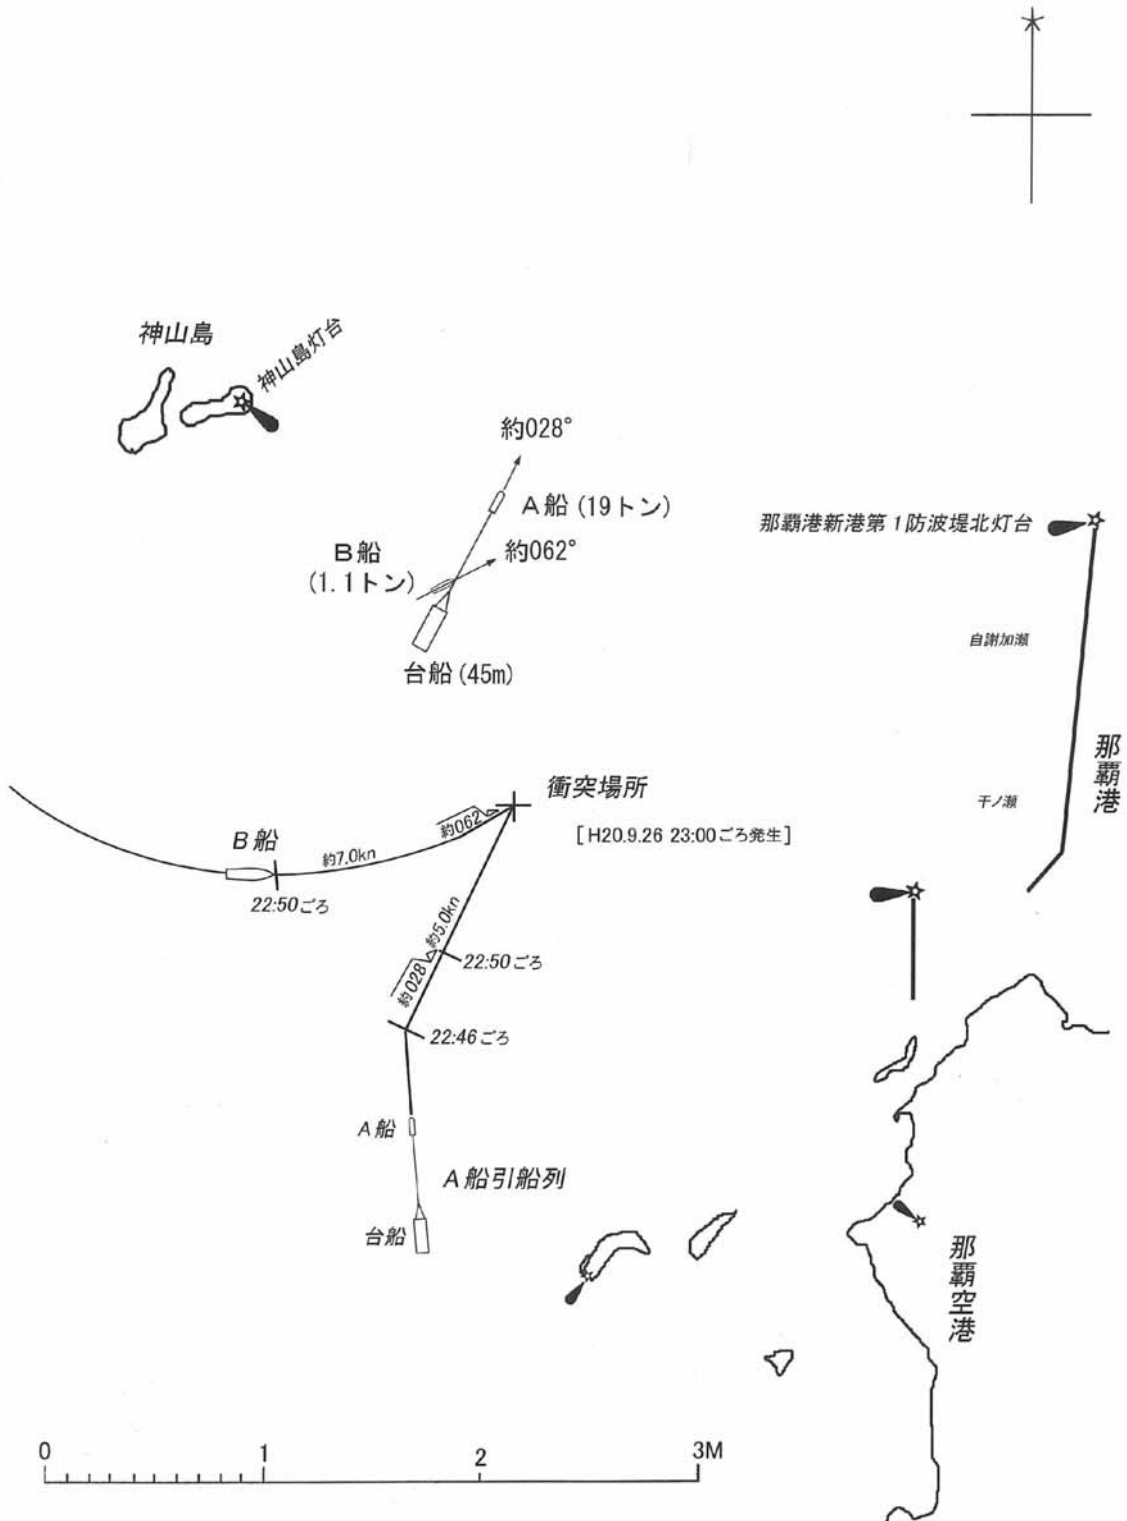 神山島
神山島灯台
約028°
A船(19トン)
B船
(1.1トン)
約062°
台船(45m)
那覇港新港第1防波堤北灯台
自謝加瀬
那覇港
干ノ瀬
衝突場所
[H20.9.26 23:00ごろ発生]
約062
B船
約7.0kn
22:50ごろ
約5.0kn
約028
22:50ごろ
22:46ごろ
A船
A船引船列
台船
那覇空港
0 1 2 3M